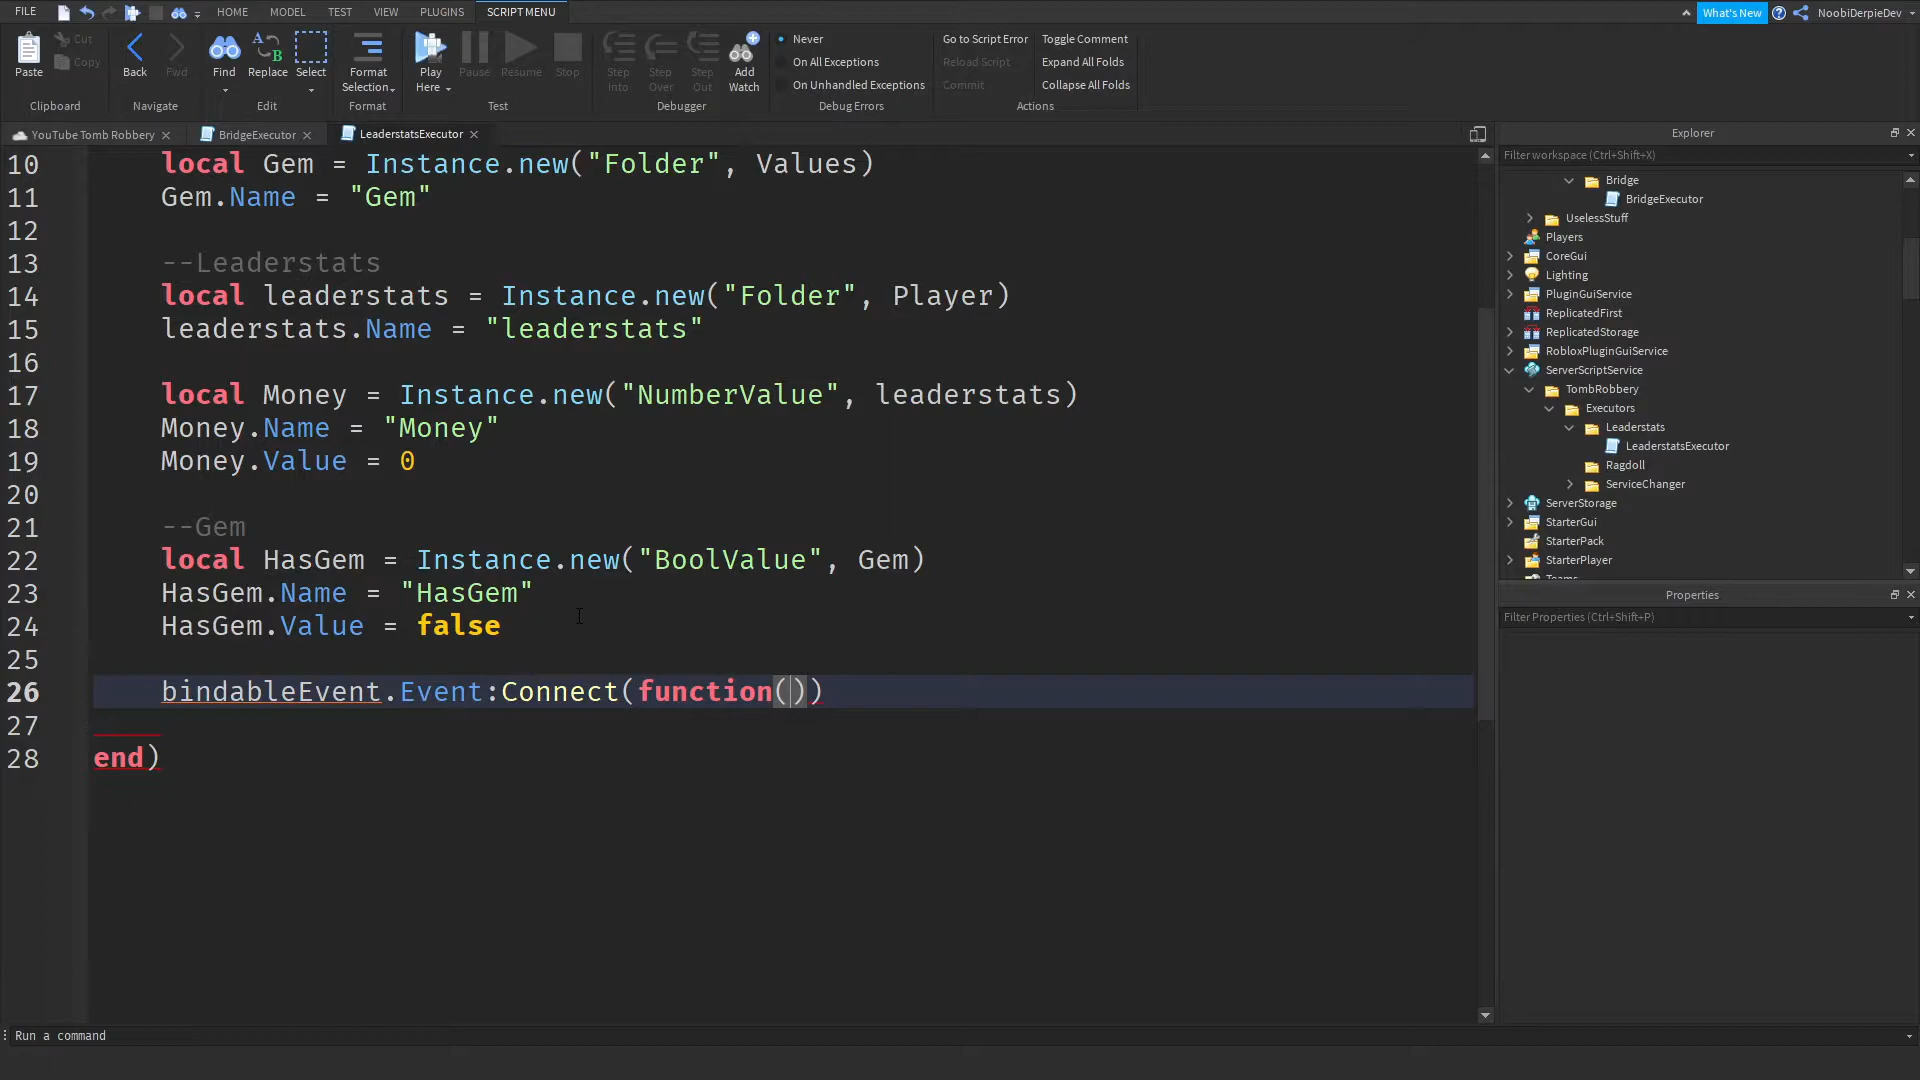 FILE HOME MODEL TEST VIEW PLUGINS SCRIPT MENU What's New NoobiDerpieDev
Paste Cut Copy Clipboard
Back Fwd Navigate
Find Replace Select Edit
Format Selection Format
Play Here Pause Resume Stop Test
Step Into Step Over Step Out Add Watch Debugger
Never
On All Exceptions
On Unhandled Exceptions
Debug Errors
Go to Script Error Toggle Comment
Reload Script Expand All Folds
Commit Collapse All Folds
Actions
YouTube Tomb Robbery BridgeExecutor LeaderstatsExecutor
10 local Gem = Instance.new("Folder", Values)
11 Gem.Name = "Gem"
12
13 --Leaderstats
14 local leaderstats = Instance.new("Folder", Player)
15 leaderstats.Name = "leaderstats"
16
17 local Money = Instance.new("NumberValue", leaderstats)
18 Money.Name = "Money"
19 Money.Value = 0
20
21 --Gem
22 local HasGem = Instance.new("BoolValue", Gem)
23 HasGem.Name = "HasGem"
24 HasGem.Value = false
25
26 bindableEvent.Event:Connect(function())
27
28 end)
Explorer
Filter workspace (Ctrl+Shift+X)
Bridge
BridgeExecutor
UselessStuff
Players
CoreGui
Lighting
PluginGuiService
ReplicatedFirst
ReplicatedStorage
RobloxPluginGuiService
ServerScriptService
TombRobbery
Executors
Leaderstats
LeaderstatsExecutor
Ragdoll
ServiceChanger
ServerStorage
StarterGui
StarterPack
StarterPlayer
Properties
Filter Properties (Ctrl+Shift+P)
Run a command